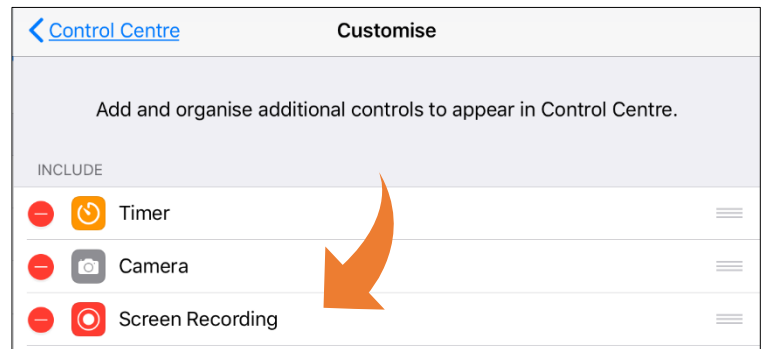 Control Centre Customise
Add and organise additional controls to appear in Control Centre.
INCLUDE
Timer
Camera
Screen Recording